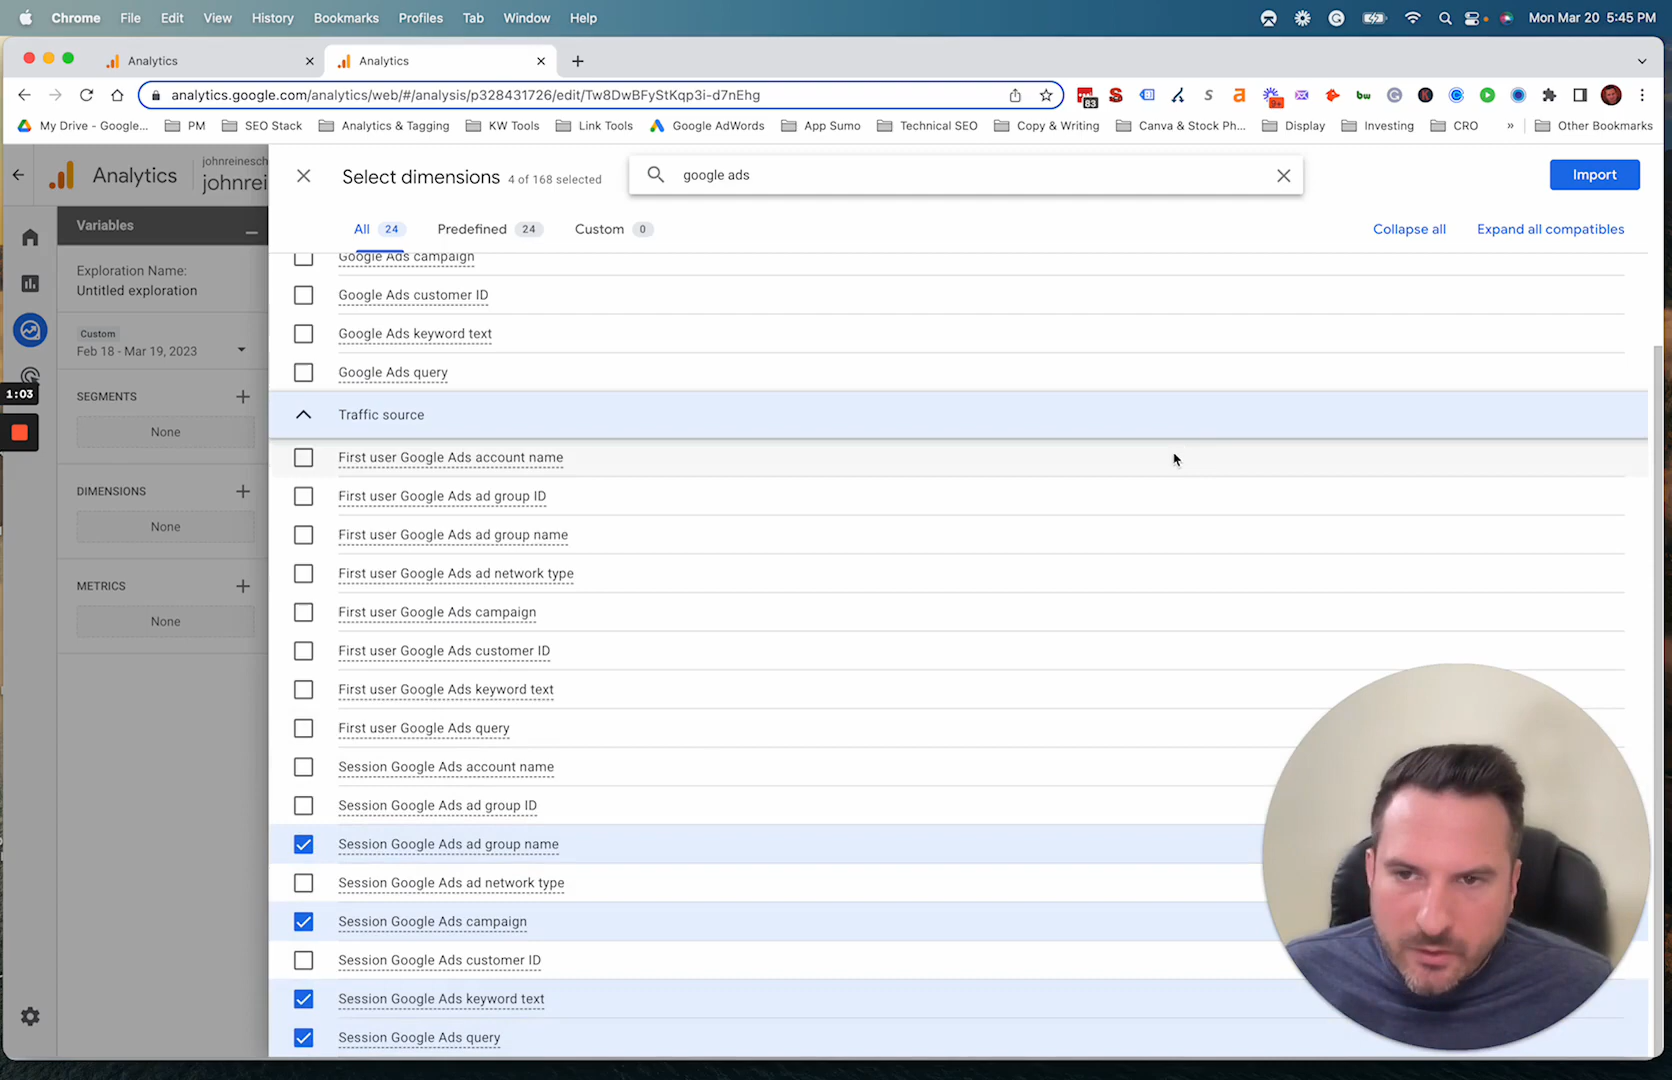 Chrome File Edit View History Bookmarks Profiles Tab Window Help Mon Mar 20 5:45 PM
Analytics
Analytics
analytics.google.com/analytics/web/#/analysis/p328431726/edit/Tw8DwBFyStKqp3i-d7nEhg
83
9+
My Drive - Google... PM SEO Stack Analytics & Tagging KW Tools Link Tools Google AdWords App Sumo Technical SEO Copy & Writing Canva & Stock Ph... Display Investing CRO » Other Bookmarks
Analytics
johnreinesch
johnrei
Select dimensions 4 of 168 selected
google ads
Import
Variables
All 24 Predefined 24 Custom 0
Collapse all Expand all compatibles
Exploration Name:
Untitled exploration
Custom
Feb 18 - Mar 19, 2023
SEGMENTS
None
DIMENSIONS
None
METRICS
None
1:03
Google Ads campaign
Google Ads customer ID
Google Ads keyword text
Google Ads query
Traffic source
First user Google Ads account name
First user Google Ads ad group ID
First user Google Ads ad group name
First user Google Ads ad network type
First user Google Ads campaign
First user Google Ads customer ID
First user Google Ads keyword text
First user Google Ads query
Session Google Ads account name
Session Google Ads ad group ID
Session Google Ads ad group name
Session Google Ads ad network type
Session Google Ads campaign
Session Google Ads customer ID
Session Google Ads keyword text
Session Google Ads query